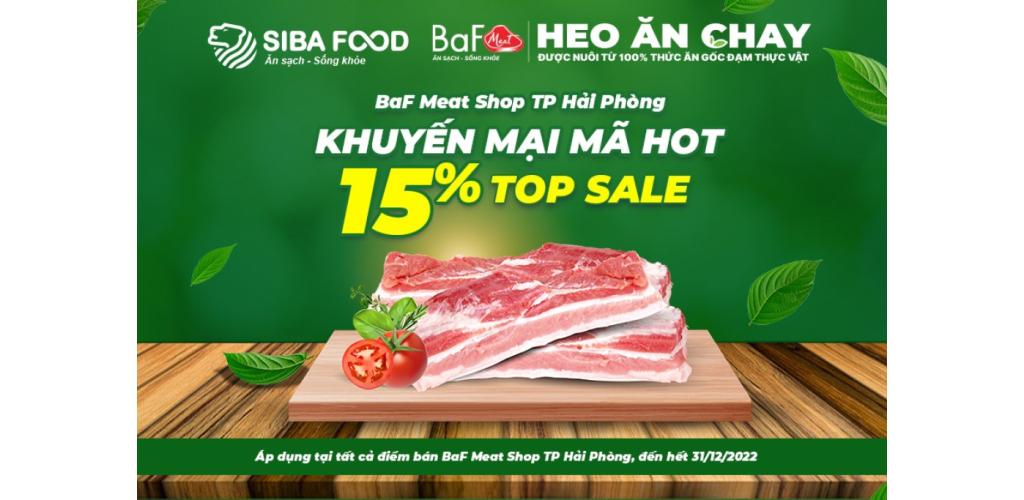 SIBA FOOD
Ăn sạch - Sống khỏe
BaF Meat
ĂN SẠCH - SỐNG KHỎE
HEO ĂN CHAY
ĐƯỢC NUÔI TỪ 100% THỨC ĂN GỐC ĐẠM THỰC VẬT
BaF Meat Shop TP Hải Phòng
KHUYẾN MẠI MÃ HOT
15% TOP SALE
Áp dụng tại tất cả điểm bán BaF Meat Shop TP Hải Phòng, đến hết 31/12/2022